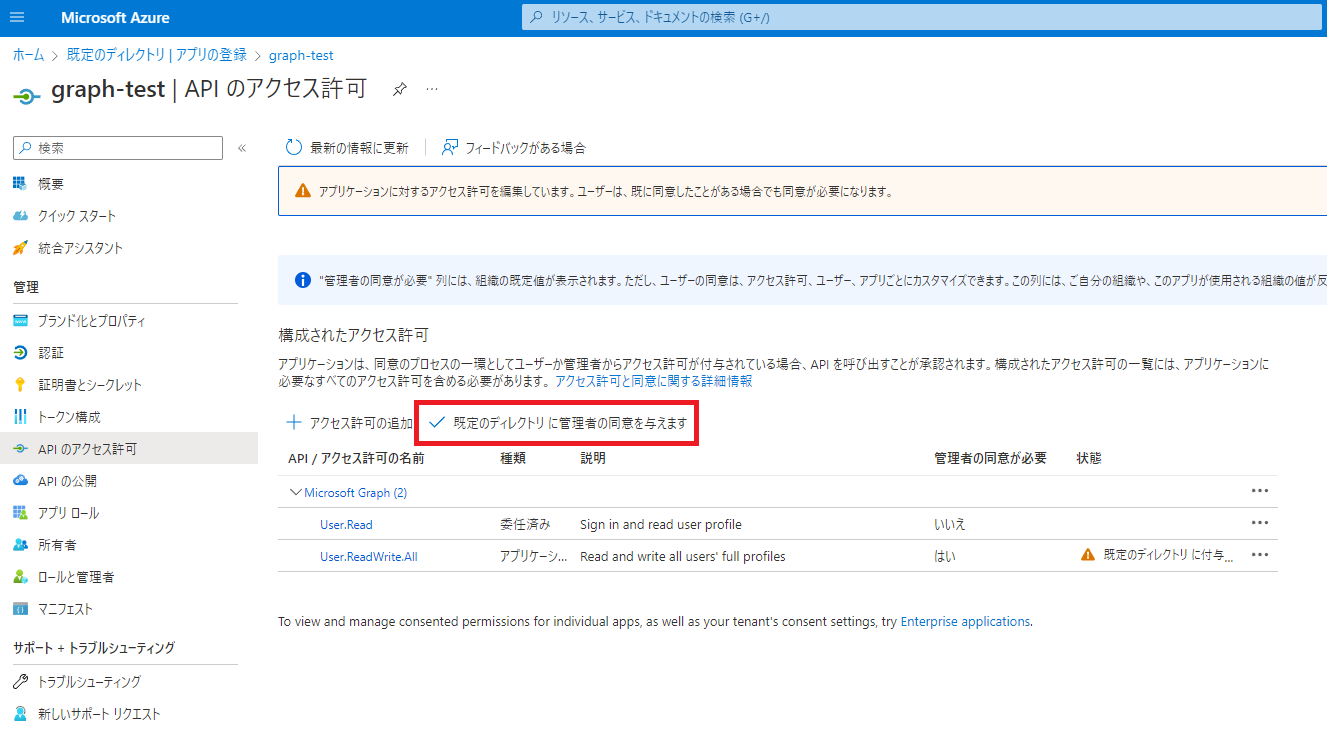 Microsoft Azure
リソース、サービス、ドキュメントの検索 (G+/)
ホーム > 既定のディレクトリ | アプリの登録 > graph-test
graph-test | API のアクセス許可
検索
概要
クイック スタート
統合アシスタント
管理
ブランド化とプロパティ
認証
証明書とシークレット
トークン構成
API のアクセス許可
API の公開
アプリ ロール
所有者
ロールと管理者
マニフェスト
サポート + トラブルシューティング
トラブルシューティング
新しいサポート リクエスト
最新の情報に更新
フィードバックがある場合
アプリケーションに対するアクセス許可を編集しています。ユーザーは、既に同意したことがある場合でも同意が必要になります。
"管理者の同意が必要" 列には、組織の既定値が表示されます。ただし、ユーザーの同意は、アクセス許可、ユーザー、アプリごとにカスタマイズできます。この列には、ご自分の組織や、このアプリが使用される組織の値が反
構成されたアクセス許可
アプリケーションは、同意のプロセスの一環としてユーザーか管理者からアクセス許可が付与されている場合、API を呼び出すことが承認されます。構成されたアクセス許可の一覧には、アプリケーションに
必要なすべてのアクセス許可を含める必要があります。 アクセス許可と同意に関する詳細情報
アクセス許可の追加 既定のディレクトリ に管理者の同意を与えます
API / アクセス許可の名前 種類 説明 管理者の同意が必要 状態
Microsoft Graph (2)
User.Read 委任済み Sign in and read user profile いいえ
User.ReadWrite.All アプリケーシ... Read and write all users' full profiles はい 既定のディレクトリ に付与...
To view and manage consented permissions for individual apps, as well as your tenant's consent settings, try Enterprise applications.